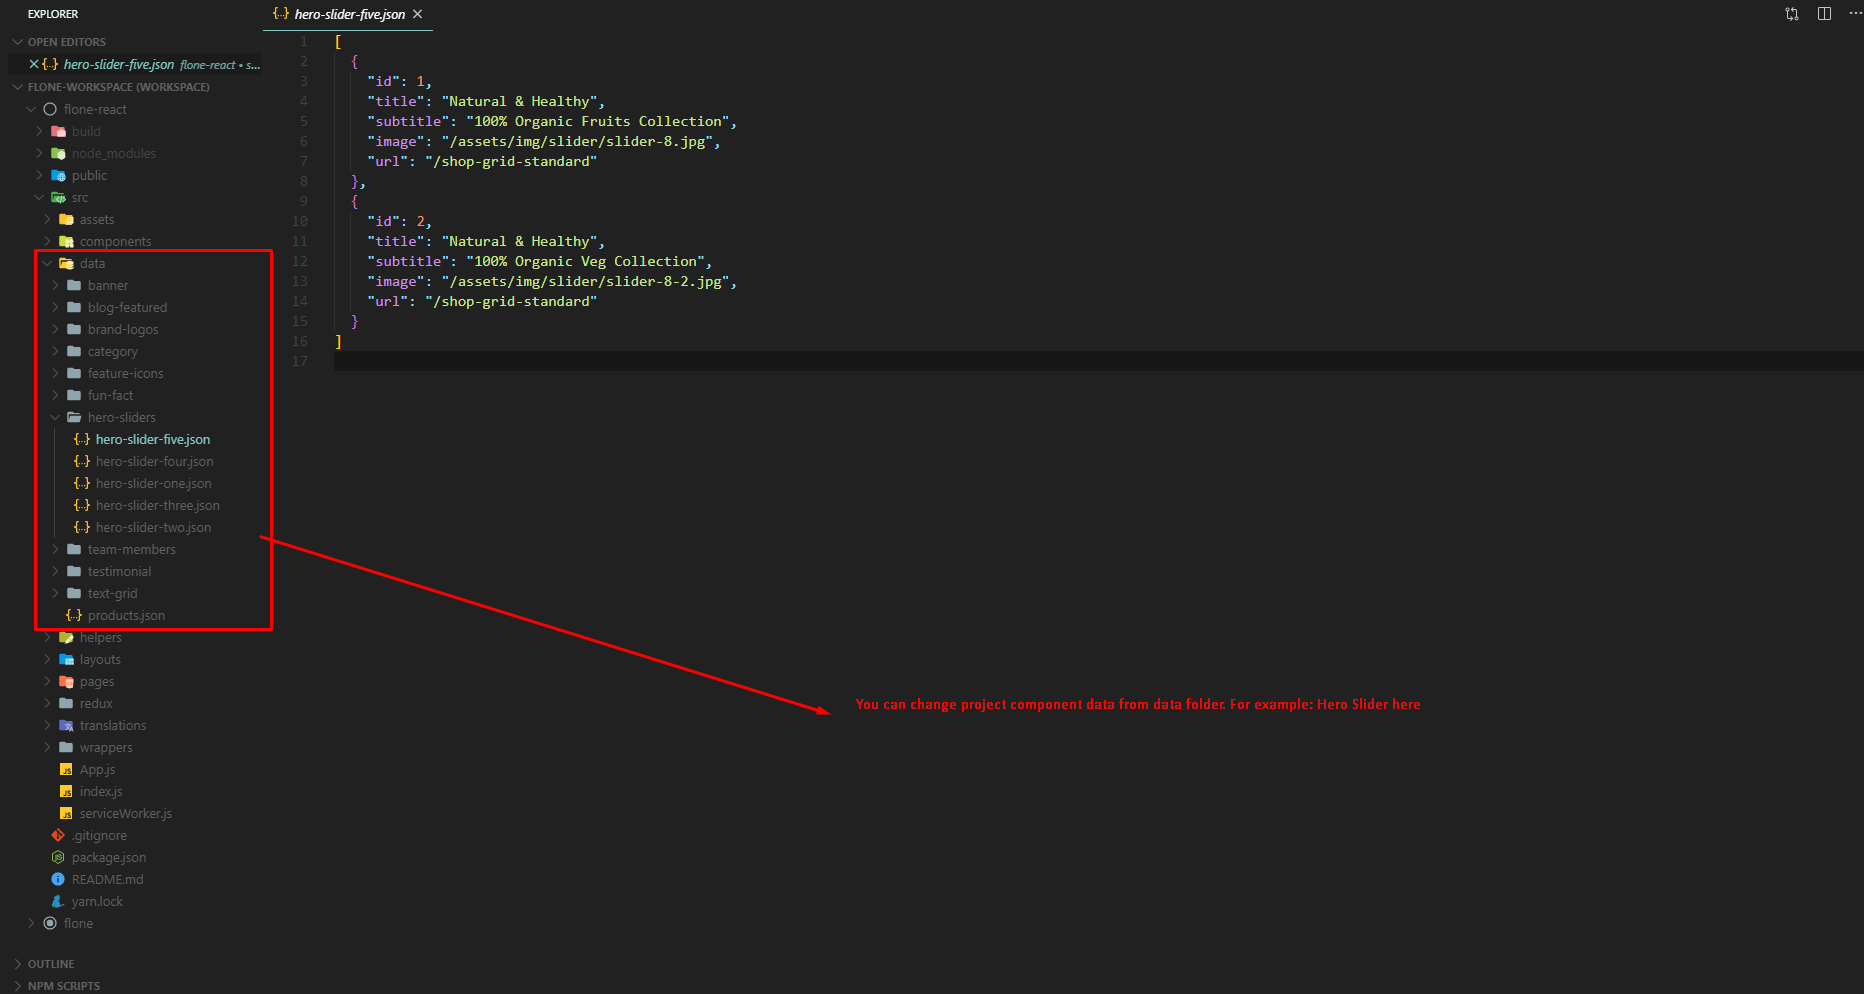 EXPLORER
OPEN EDITORS
hero-slider-five.json flone-react • s...
FLONE-WORKSPACE (WORKSPACE)
flone-react
build
node_modules
public
src
assets
components
data
banner
blog-featured
brand-logos
category
feature-icons
fun-fact
hero-sliders
{..} hero-slider-five.json
{..} hero-slider-four.json
{..} hero-slider-one.json
{..} hero-slider-three.json
{..} hero-slider-two.json
team-members
testimonial
text-grid
{..} products.json
helpers
layouts
pages
redux
translations
wrappers
JS App.js
JS index.js
JS serviceWorker.js
.gitignore
package.json
README.md
yarn.lock
flone
OUTLINE
NPM SCRIPTS
{..} hero-slider-five.json
1 [
2 {
3 "id": 1,
4 "title": "Natural & Healthy",
5 "subtitle": "100% Organic Fruits Collection",
6 "image": "/assets/img/slider/slider-8.jpg",
7 "url": "/shop-grid-standard"
8 },
9 {
10 "id": 2,
11 "title": "Natural & Healthy",
12 "subtitle": "100% Organic Veg Collection",
13 "image": "/assets/img/slider/slider-8-2.jpg",
14 "url": "/shop-grid-standard"
15 }
16 ]
17
You can change project component data from data folder. For example: Hero Slider here